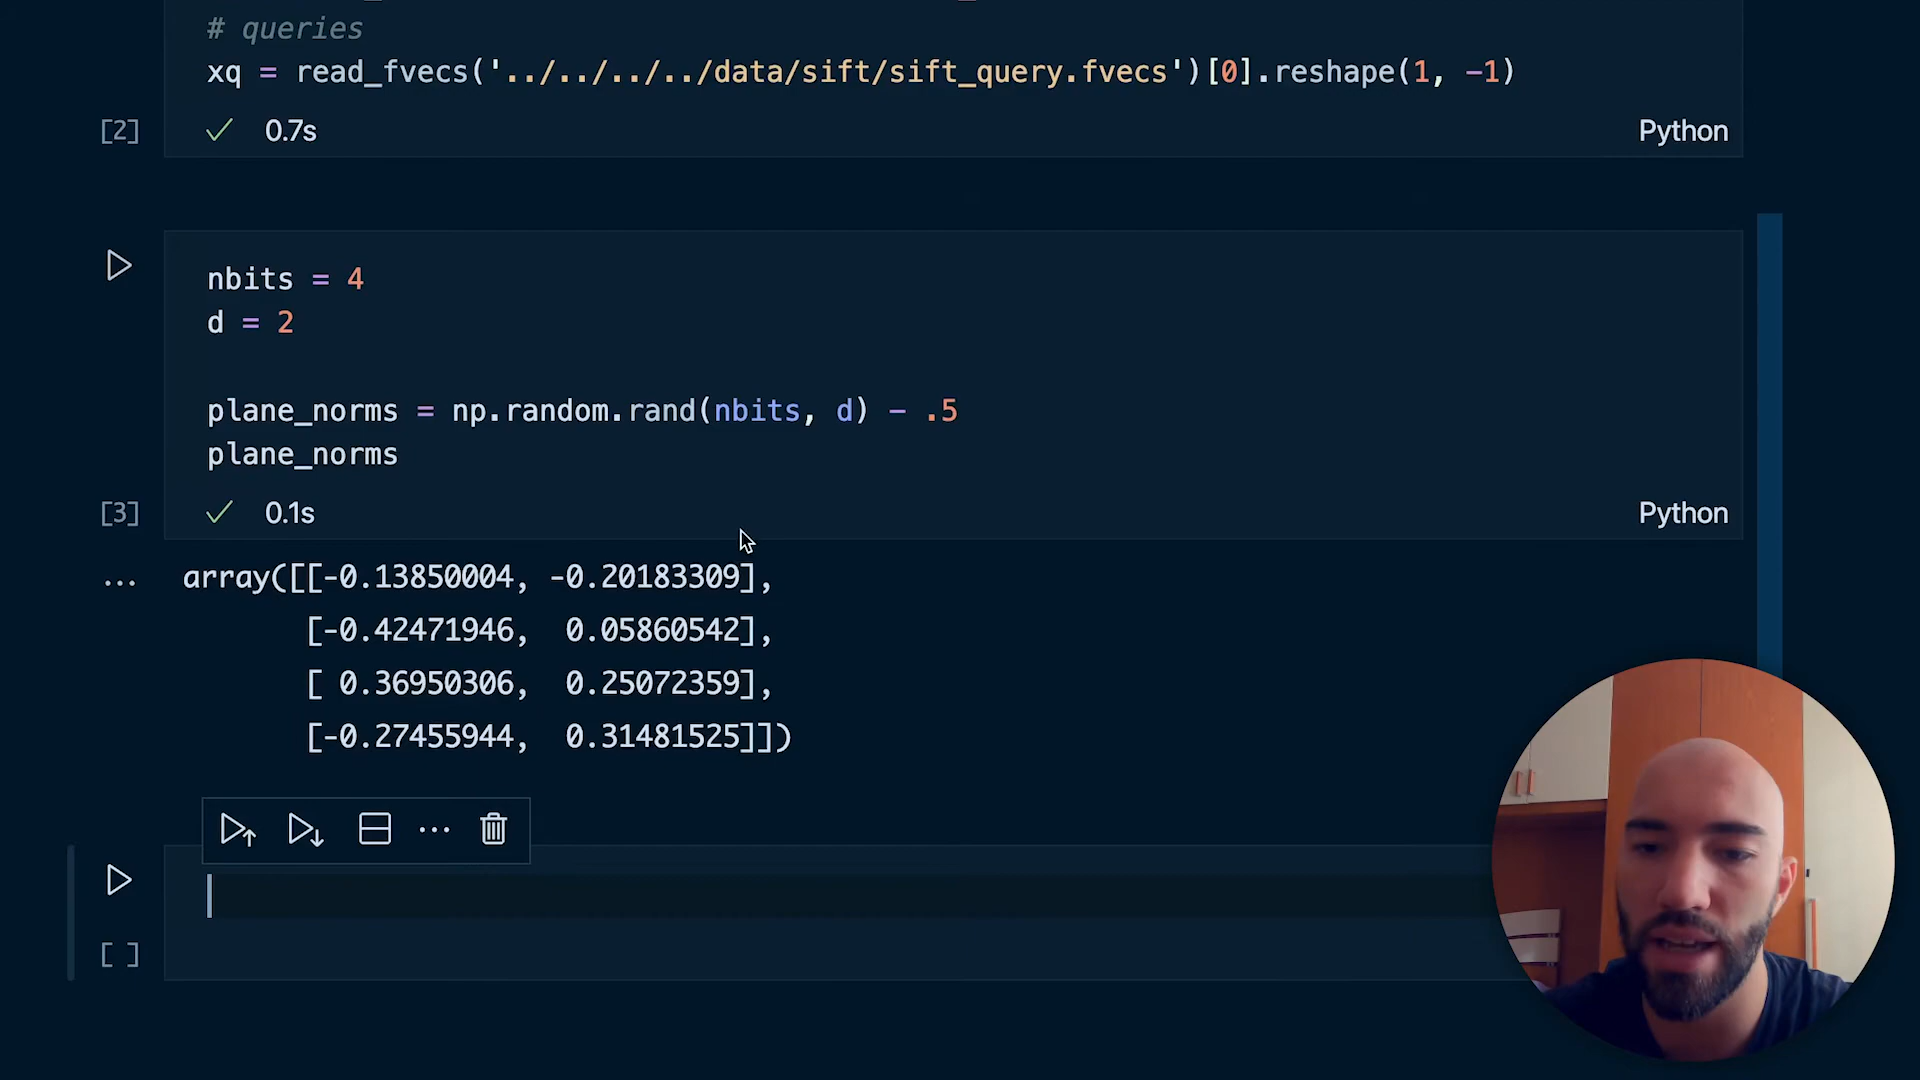 # queries
xq = read_fvecs('../../../../data/sift/sift_query.fvecs')[0].reshape(1, -1)
[2] 0.7s Python
nbits = 4
d = 2
plane_norms = np.random.rand(nbits, d) - .5
plane_norms
[3] 0.1s Python
... array([[-0.13850004, -0.20183309],
[-0.42471946, 0.05860542],
[ 0.36950306, 0.25072359],
[-0.27455944, 0.31481525]])
[ ]